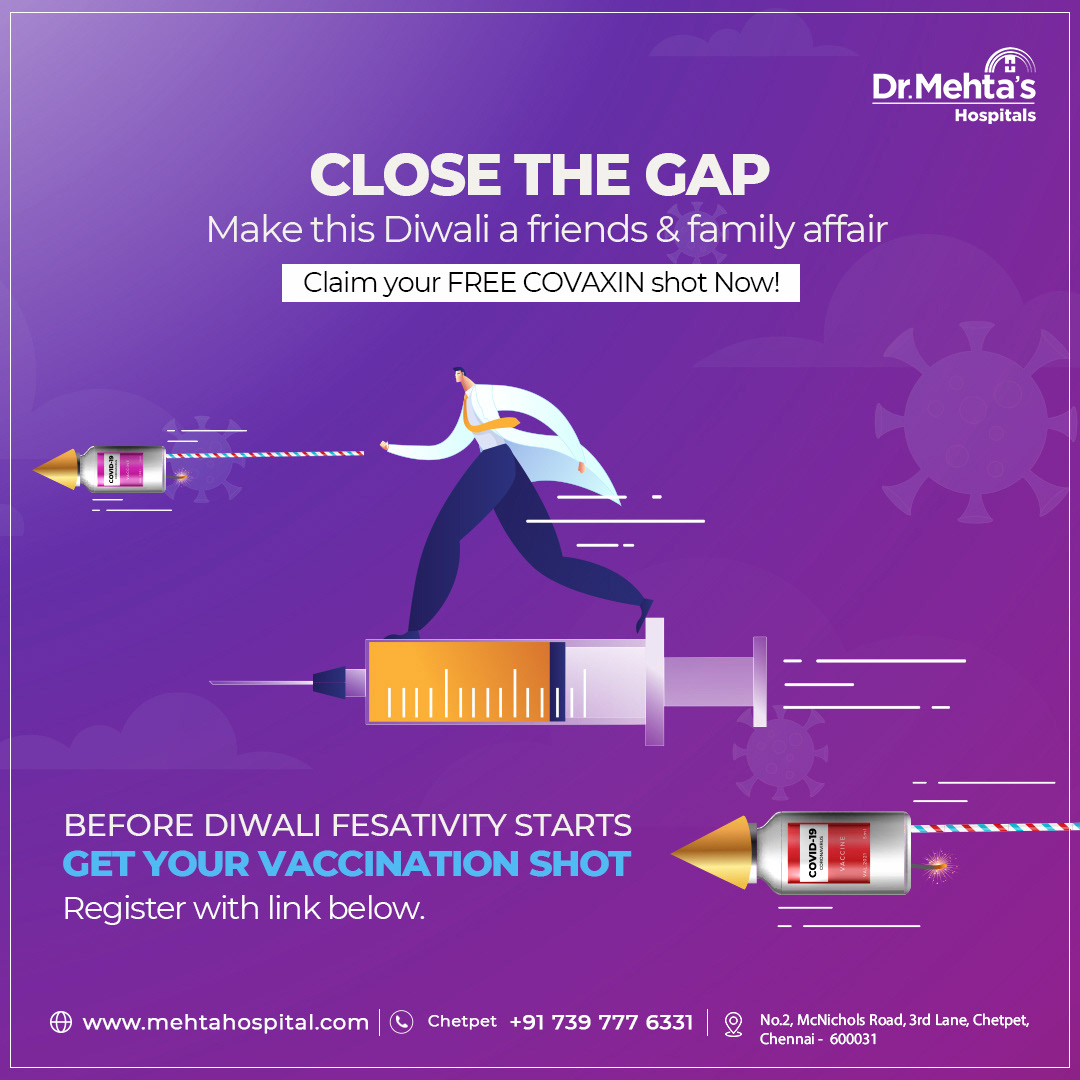 Dr.Mehta's
Hospitals
CLOSE THE GAP
Make this Diwali a friends & family affair
Claim your FREE COVAXIN shot Now!
COVID-19
COVID-19
CORONAVIRUS
VACCINE
BEFORE DIWALI FESATIVITY STARTS
GET YOUR VACCINATION SHOT
Register with link below.
www.mehtahospital.com
Chetpet +91 739 777 6331
No.2, McNichols Road, 3rd Lane, Chetpet,
Chennai - 600031